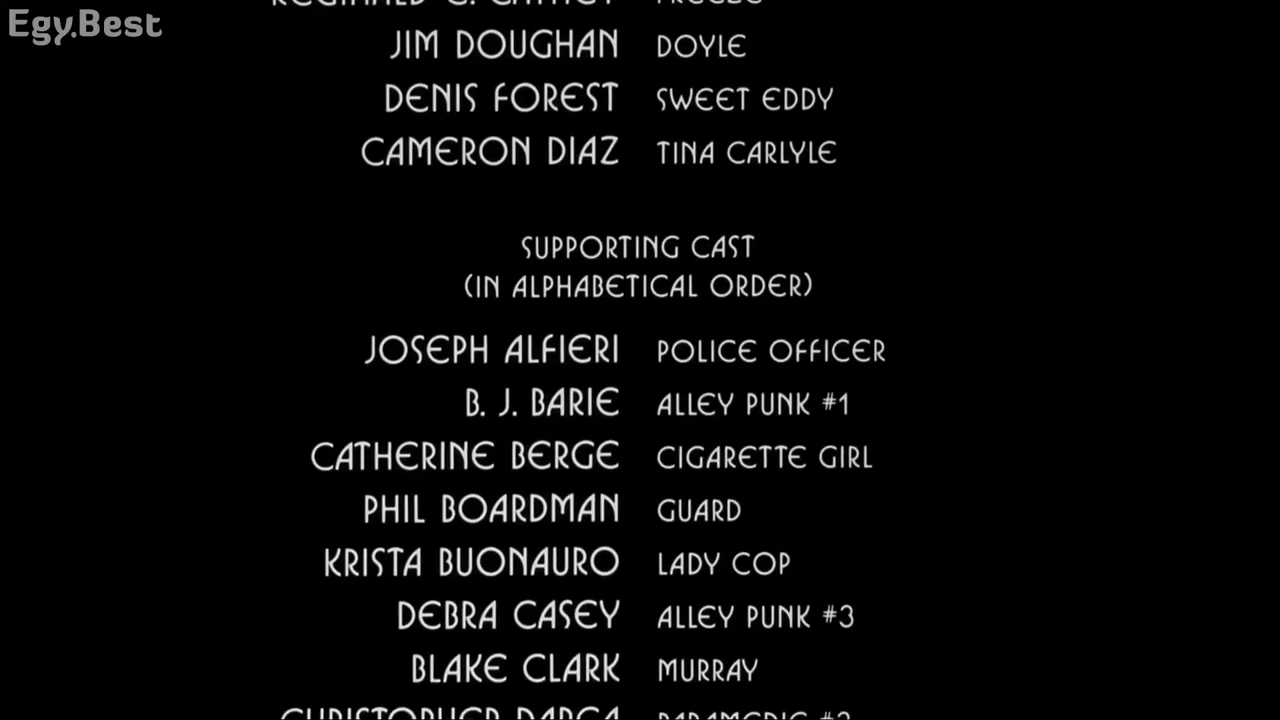 Egy.Best
JIM DOUGHAN DOYLE
DENIS FOREST SWEET EDDY
CAMERON DIAZ TINA CARLYLE
SUPPORTING CAST
(IN ALPHABETICAL ORDER)
JOSEPH ALFIERI POLICE OFFICER
B. J. BARIE ALLEY PUNK #1
CATHERINE BERGE CIGARETTE GIRL
PHIL BOARDMAN GUARD
KRISTA BUONAURO LADY COP
DEBRA CASEY ALLEY PUNK #3
BLAKE CLARK MURRAY